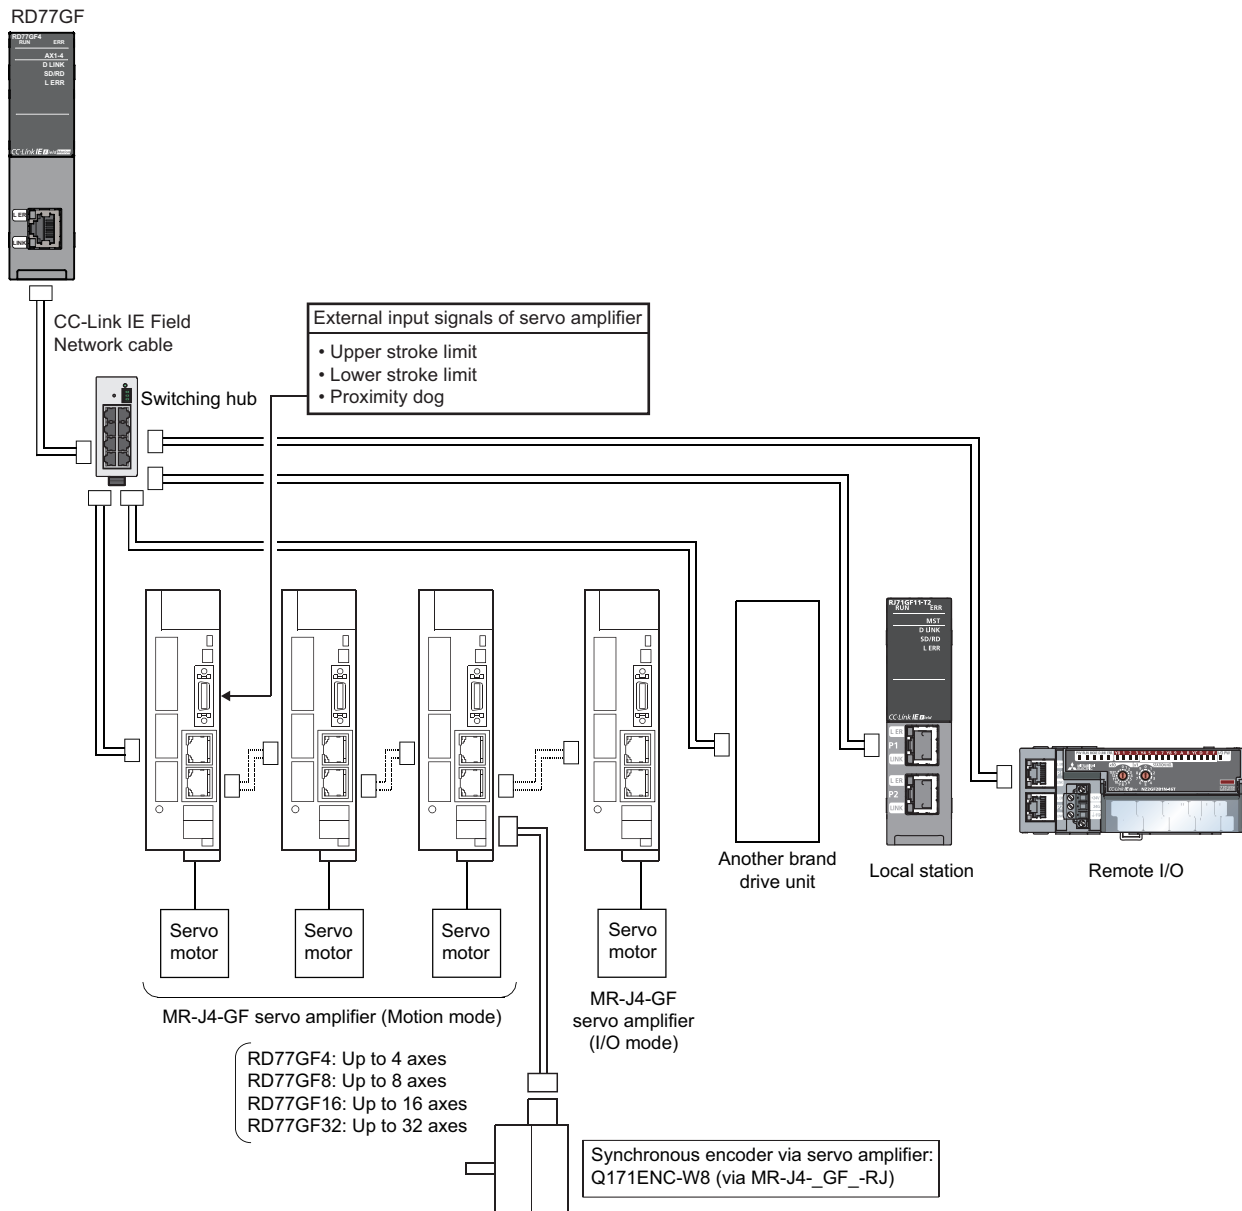 RD77GF
RD77GF4
RUN ERR
AX1-4
D LINK
SD/RD
L ERR
CC-Link IE Field
L ER
LINK
CC-Link IE Field
Network cable
External input signals of servo amplifier
• Upper stroke limit
• Lower stroke limit
• Proximity dog
Switching hub
RJ71GF11-T2
RUN ERR
MST
D LINK
SD/RD
L ERR
CC-Link IE Field
L ER
P1
LINK
L ER
P2
LINK
NZ2GF2B1N4-16T
Another brand
drive unit
Local station
Remote I/O
Servo
motor
Servo
motor
Servo
motor
Servo
motor
MR-J4-GF servo amplifier (Motion mode)
MR-J4-GF
servo amplifier
(I/O mode)
RD77GF4: Up to 4 axes
RD77GF8: Up to 8 axes
RD77GF16: Up to 16 axes
RD77GF32: Up to 32 axes
Synchronous encoder via servo amplifier:
Q171ENC-W8 (via MR-J4-_GF_-RJ)